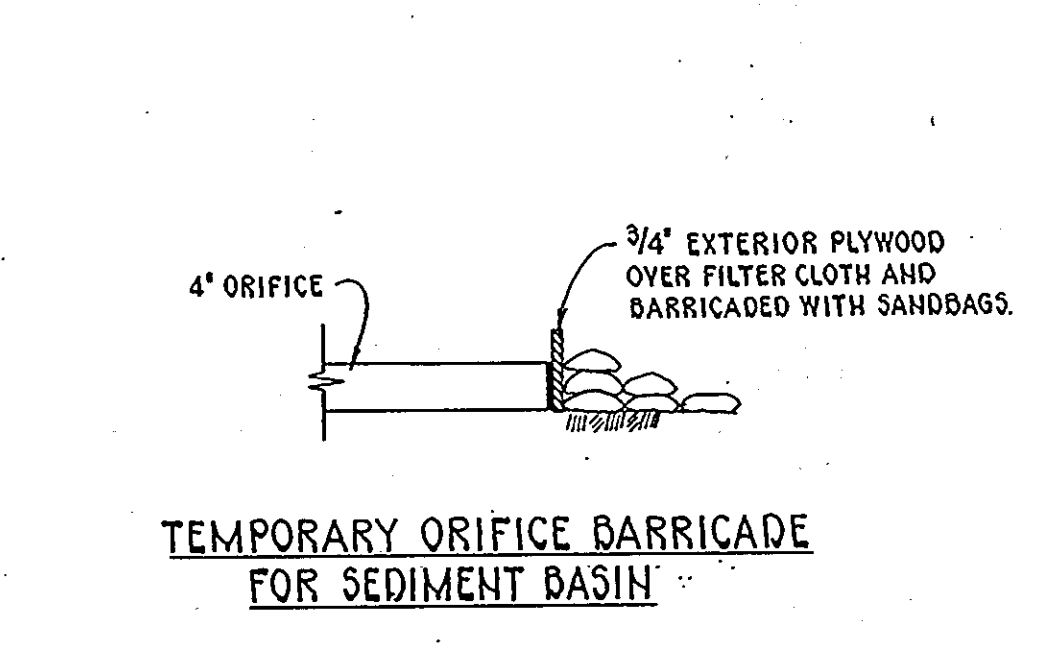 3/4" EXTERIOR PLYWOOD
OVER FILTER CLOTH AND
BARRICADED WITH SANDBAGS.
4" ORIFICE
TEMPORARY ORIFICE BARRICADE
FOR SEDIMENT BASIN